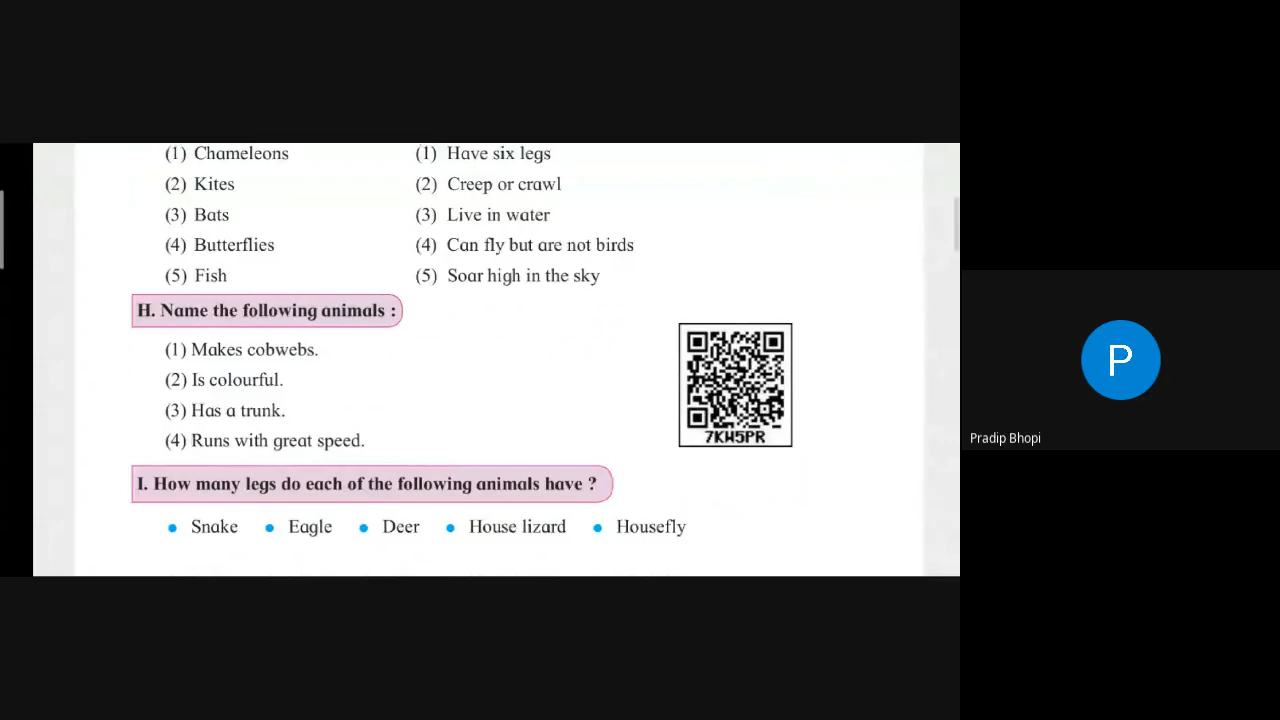 (1) Chameleons (1) Have six legs
(2) Kites (2) Creep or crawl
(3) Bats (3) Live in water
(4) Butterflies (4) Can fly but are not birds
(5) Fish (5) Soar high in the sky
H. Name the following animals :
(1) Makes cobwebs.
(2) Is colourful.
(3) Has a trunk.
(4) Runs with great speed.
7KW5PR
I. How many legs do each of the following animals have ?
• Snake • Eagle • Deer • House lizard • Housefly
P
Pradip Bhopi